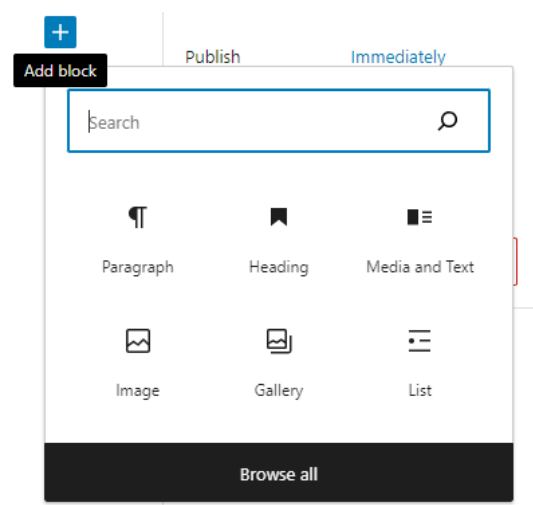 Publish Immediately
Add block
Search
Paragraph Heading Media and Text
Image Gallery List
Browse all